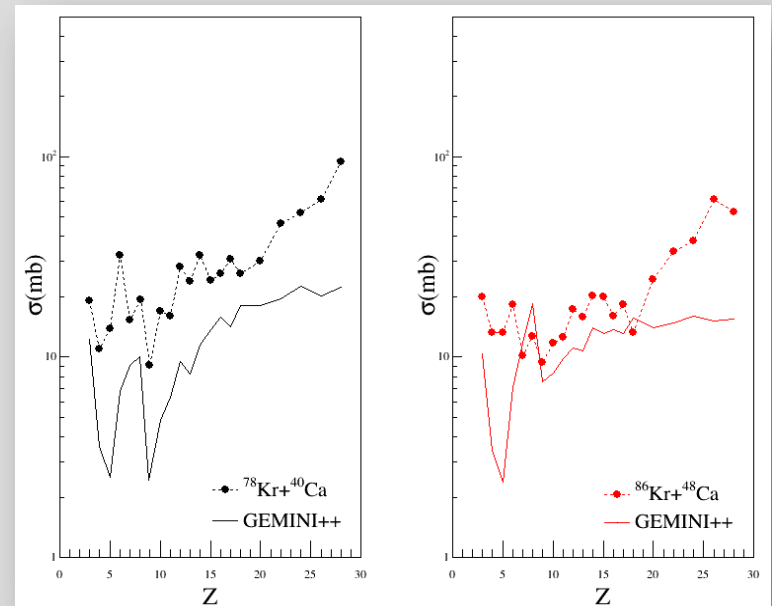 σ(mb)
10²
10
1
0 5 10 15 20 25 30
Z
⁷⁸Kr+⁴⁰Ca
GEMINI++
σ(mb)
10²
10
1
0 5 10 15 20 25 30
Z
⁸⁶Kr+⁴⁸Ca
GEMINI++